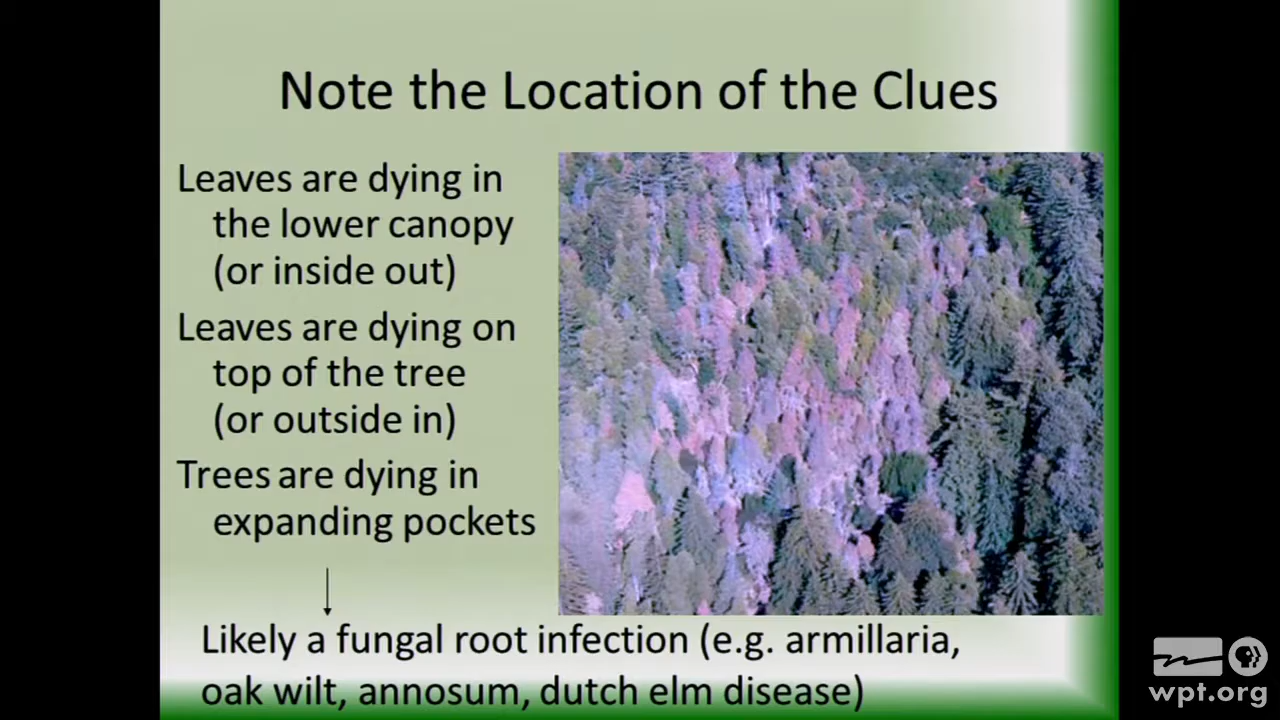 Note the Location of the Clues
Leaves are dying in
the lower canopy
(or inside out)
Leaves are dying on
top of the tree
(or outside in)
Trees are dying in
expanding pockets
Likely a fungal root infection (e.g. armillaria,
oak wilt, annosum, dutch elm disease)
wpt.org